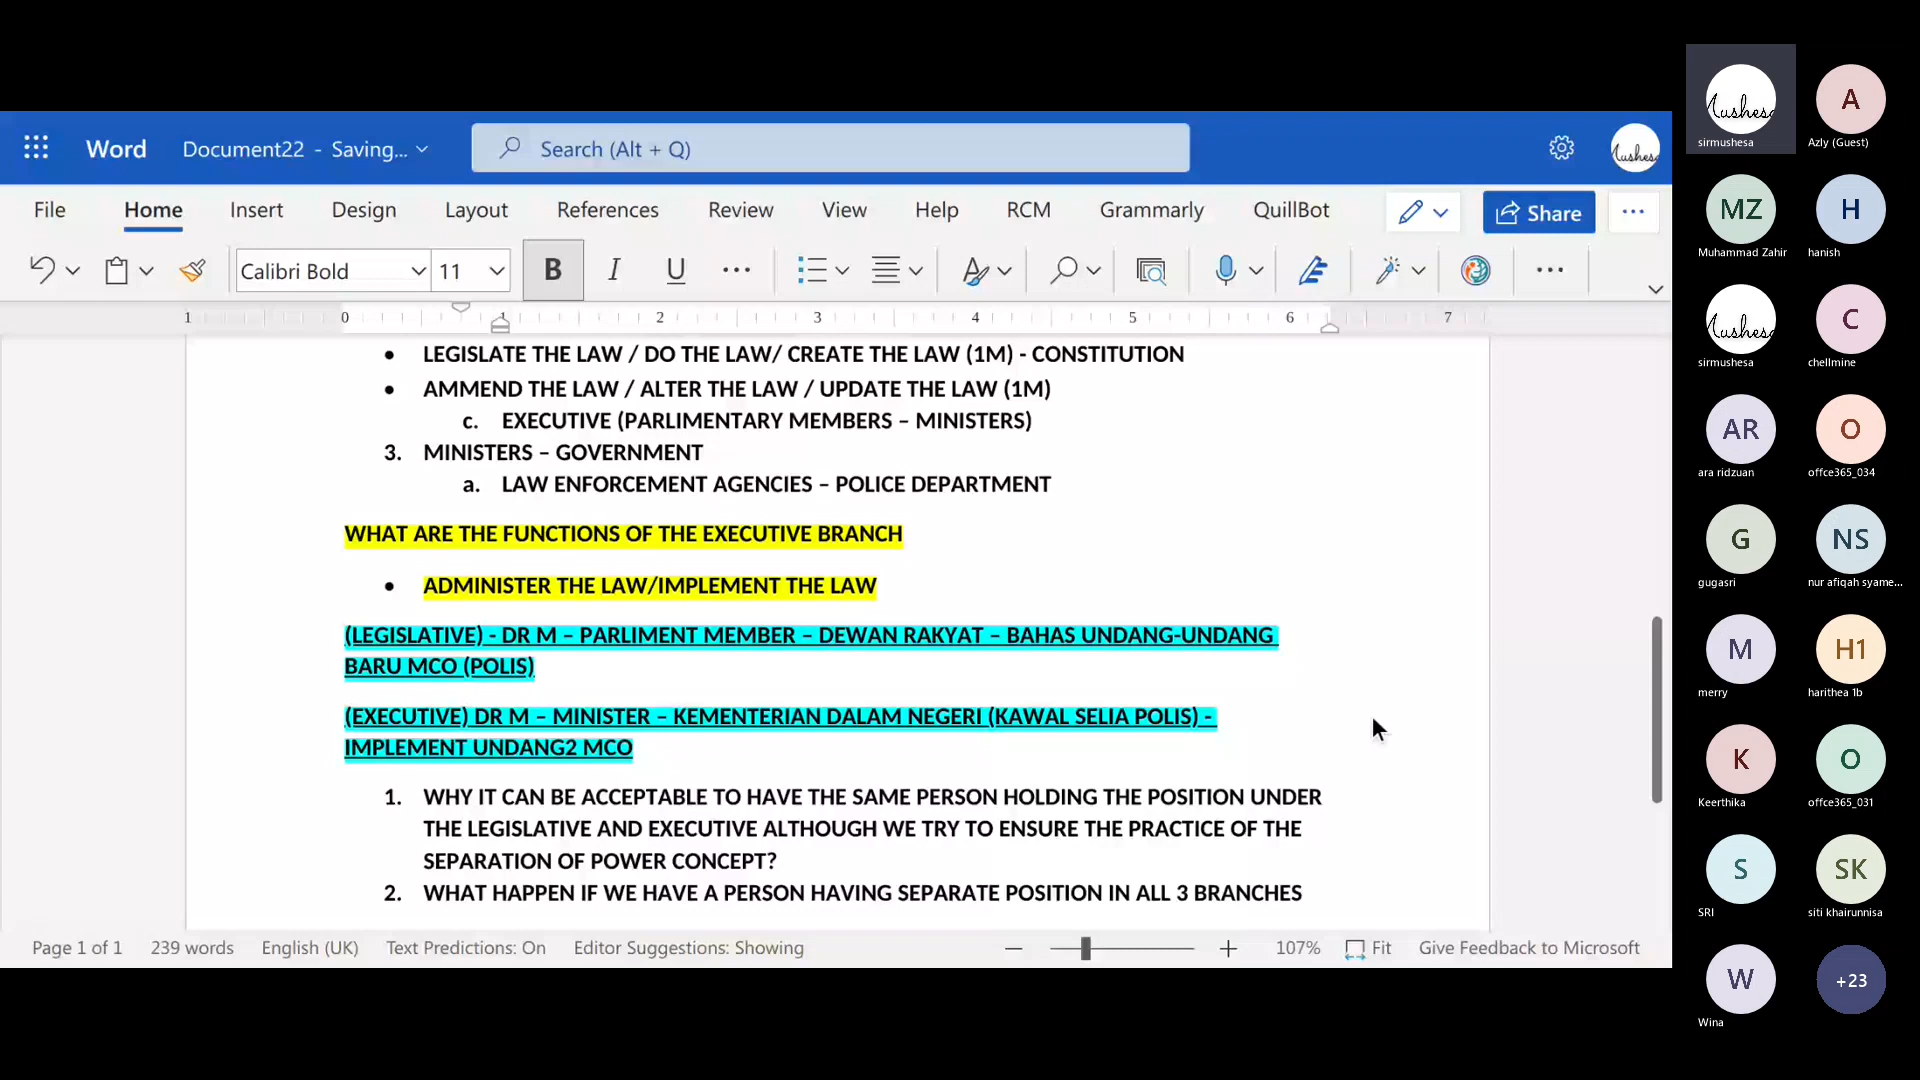 Word
Document22 - Saving...
Search (Alt + Q)
File Home Insert Design Layout References Review View Help RCM Grammarly QuillBot
Share
Calibri Bold 11 B I U
1 0 1 2 3 4 5 6 7
• LEGISLATE THE LAW / DO THE LAW/ CREATE THE LAW (1M) - CONSTITUTION
• AMMEND THE LAW / ALTER THE LAW / UPDATE THE LAW (1M)
c. EXECUTIVE (PARLIMENTARY MEMBERS – MINISTERS)
3. MINISTERS – GOVERNMENT
a. LAW ENFORCEMENT AGENCIES – POLICE DEPARTMENT
WHAT ARE THE FUNCTIONS OF THE EXECUTIVE BRANCH
• ADMINISTER THE LAW/IMPLEMENT THE LAW
(LEGISLATIVE) - DR M – PARLIMENT MEMBER – DEWAN RAKYAT – BAHAS UNDANG-UNDANG
BARU MCO (POLIS)
(EXECUTIVE) DR M – MINISTER – KEMENTERIAN DALAM NEGERI (KAWAL SELIA POLIS) -
IMPLEMENT UNDANG2 MCO
1. WHY IT CAN BE ACCEPTABLE TO HAVE THE SAME PERSON HOLDING THE POSITION UNDER
THE LEGISLATIVE AND EXECUTIVE ALTHOUGH WE TRY TO ENSURE THE PRACTICE OF THE
SEPARATION OF POWER CONCEPT?
2. WHAT HAPPEN IF WE HAVE A PERSON HAVING SEPARATE POSITION IN ALL 3 BRANCHES
Page 1 of 1 239 words English (UK) Text Predictions: On Editor Suggestions: Showing
107% Fit Give Feedback to Microsoft
A
sirmushesa Azly (Guest)
MZ H
Muhammad Zahir hanish
C
sirmushesa chellmine
AR O
ara ridzuan offce365_034
G NS
gugasri nur afiqah syame...
M H1
merry harithea 1b
K O
Keerthika offce365_031
S SK
SRI siti khairunnisa
W +23
Wina